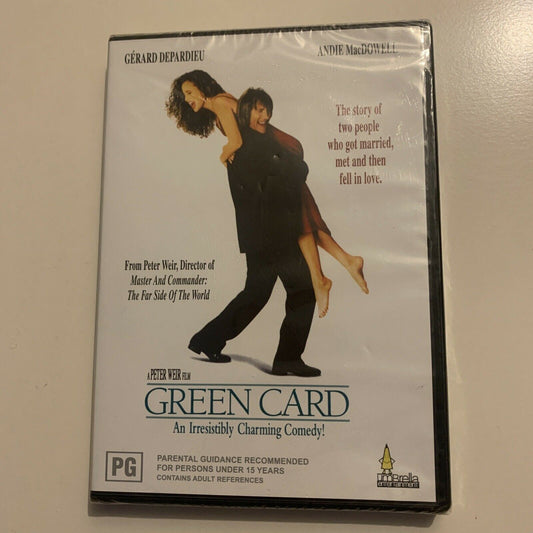 GÉRARD DEPARDIEU
ANDIE MacDOWELL
The story of
two people
who got married,
met and then
fell in love.
From Peter Weir, Director of
Master And Commander:
The Far Side Of The World
A PETER WEIR FILM
GREEN CARD
An Irresistibly Charming Comedy!
PG
PARENTAL GUIDANCE RECOMMENDED
FOR PERSONS UNDER 15 YEARS
CONTAINS ADULT REFERENCES
umbrella
entertainment